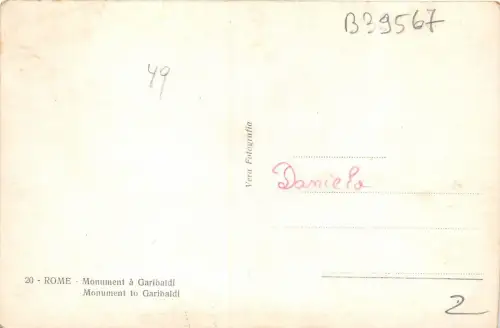 B39567
49
Vera Fotografia
Daniela
20 - ROME - Monument à Garibaldi
Monument to Garibaldi
2